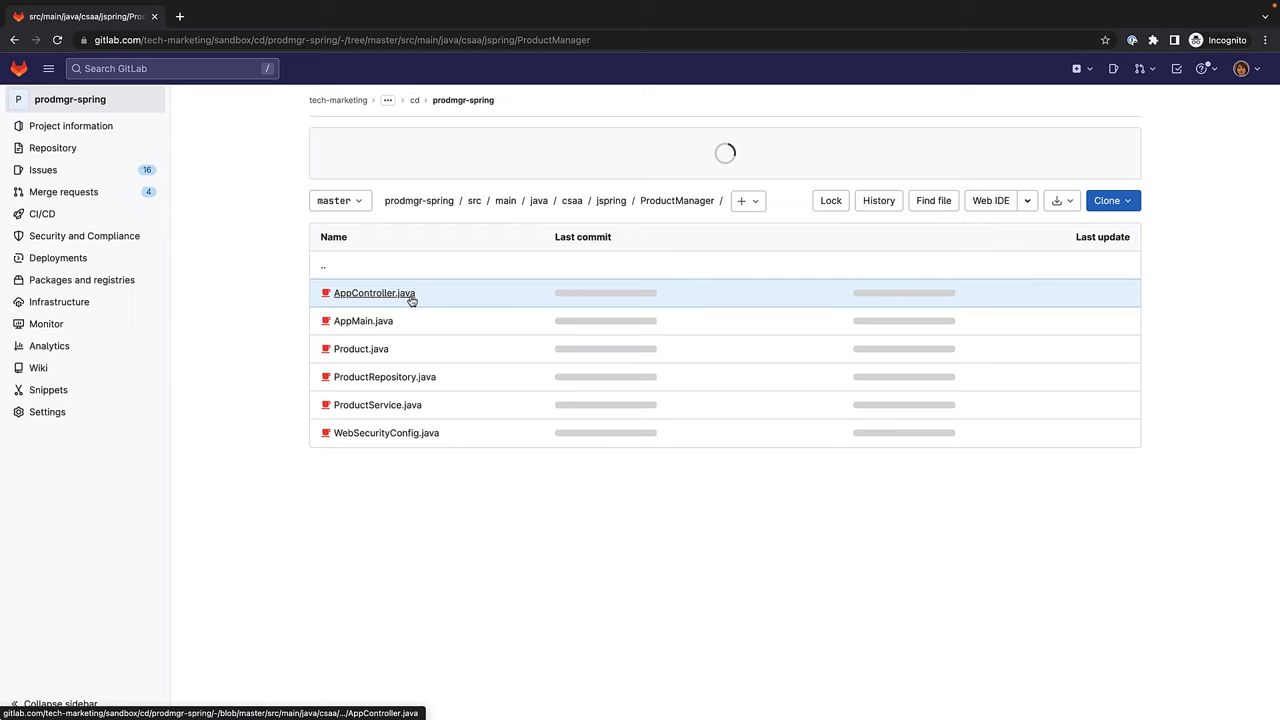 src/main/java/csaa/jspring/Pro
Incognito
gitlab.com/tech-marketing/sandbox/cd/prodmgr-spring/-/tree/master/src/main/java/csaa/jspring/ProductManager
Search GitLab
/
P
prodmgr-spring
Project information
Repository
Issues
16
Merge requests
4
CI/CD
Security and Compliance
Deployments
Packages and registries
Infrastructure
Monitor
Analytics
Wiki
Snippets
Settings
Collapse sidebar
tech-marketing › ... › cd › prodmgr-spring
master
prodmgr-spring / src / main / java / csaa / jspring / ProductManager /
+
Lock
History
Find file
Web IDE
Clone
Name
Last commit
Last update
..
AppController.java
AppMain.java
Product.java
ProductRepository.java
ProductService.java
WebSecurityConfig.java
gitlab.com/tech-marketing/sandbox/cd/prodmgr-spring/-/blob/master/src/main/java/csaa/.../AppController.java